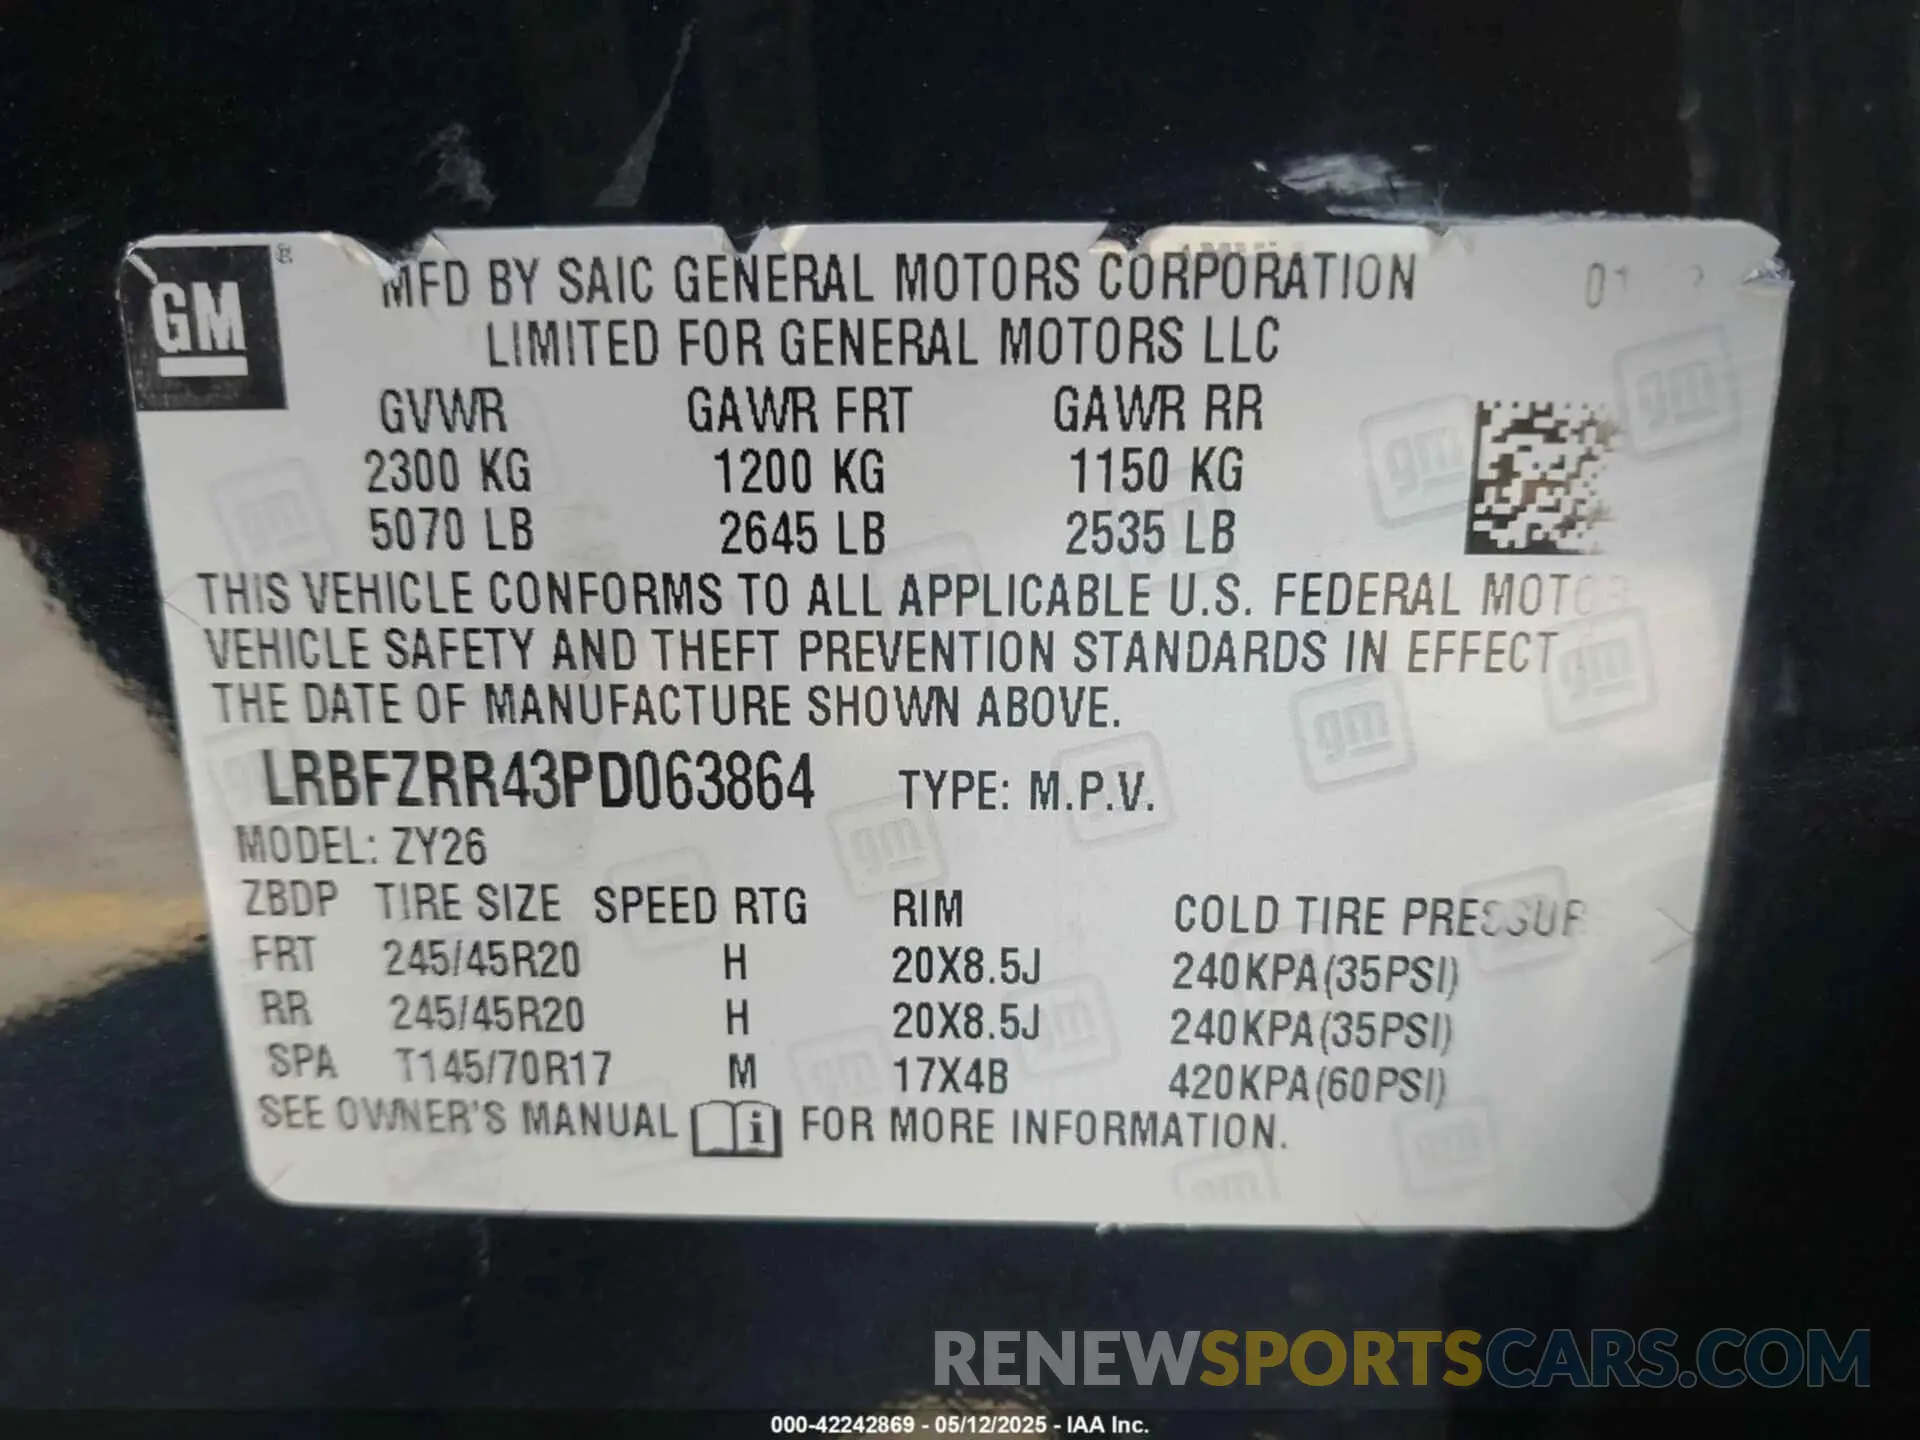 GM ®
MFD BY SAIC GENERAL MOTORS CORPORATION
LIMITED FOR GENERAL MOTORS LLC
GVWR GAWR FRT GAWR RR
2300 KG 1200 KG 1150 KG
5070 LB 2645 LB 2535 LB
THIS VEHICLE CONFORMS TO ALL APPLICABLE U.S. FEDERAL MOTOR
VEHICLE SAFETY AND THEFT PREVENTION STANDARDS IN EFFECT
THE DATE OF MANUFACTURE SHOWN ABOVE.
LRBFZRR43PD063864 TYPE: M.P.V.
MODEL: ZY26
ZBDP TIRE SIZE SPEED RTG RIM COLD TIRE PRESSUR
FRT 245/45R20 H 20X8.5J 240KPA(35PSI)
RR 245/45R20 H 20X8.5J 240KPA(35PSI)
SPA T145/70R17 M 17X4B 420KPA(60PSI)
SEE OWNER'S MANUAL i FOR MORE INFORMATION.
RENEWSPORTSCARS.COM
000-42242869 - 05/12/2025 - IAA Inc.